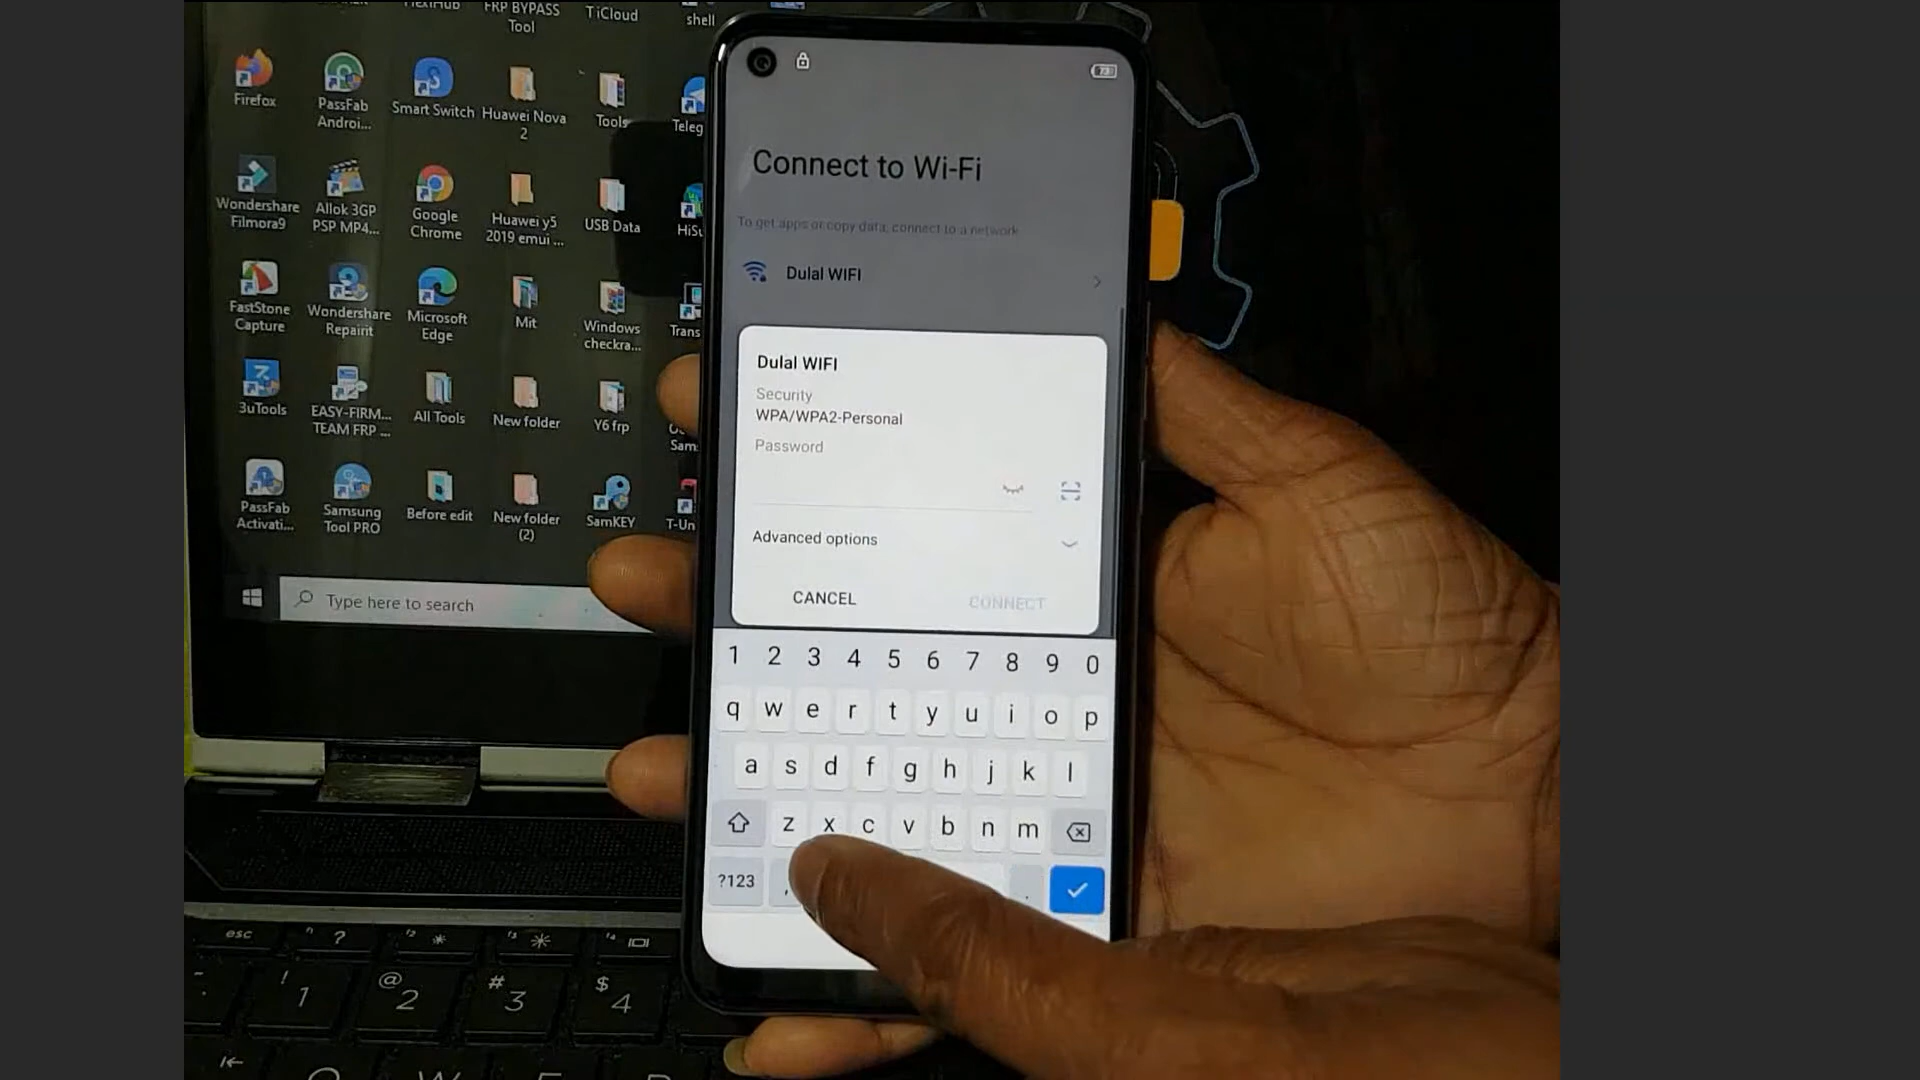 FRP BYPASS
Tool
TiCloud
shell
Firefox
PassFab
Androi...
Smart Switch
Huawei Nova
2
Tools
Teleg
Wondershare
Filmora9
Allok 3GP
PSP MP4...
Google
Chrome
Huawei y5
2019 emui ...
USB Data
HiSu
FastStone
Capture
Wondershare
Repairit
Microsoft
Edge
Mit
Windows
checkra...
Trans
3uTools
EASY-FIRM...
TEAM FRP ...
All Tools
New folder
Y6 frp
Sam
PassFab
Activati...
Samsung
Tool PRO
Before edit
New folder
(2)
SamKEY
T-Un
Type here to search
73
Connect to Wi-Fi
To get apps or copy data, connect to a network
Dulal WIFI
Dulal WIFI
Security
WPA/WPA2-Personal
Password
Advanced options
CANCEL
CONNECT
1 2 3 4 5 6 7 8 9 0
q w e r t y u i o p
a s d f g h j k l
z x c v b n m
?123 , .
esc ?
! 1 @ 2 # 3 $ 4